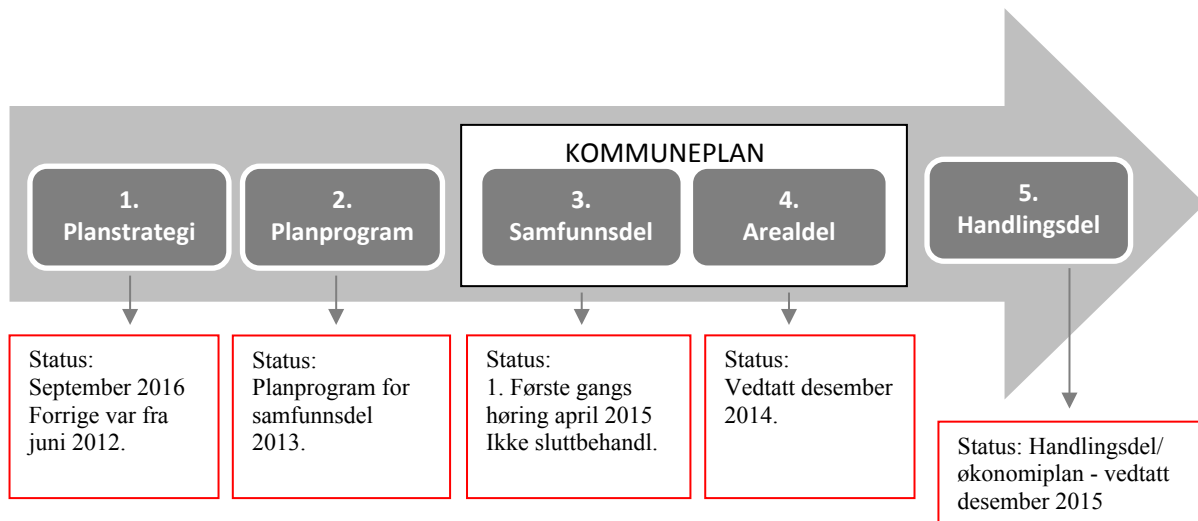 KOMMUNEPLAN
1.
Planstrategi
2.
Planprogram
3.
Samfunnsdel
4.
Arealdel
5.
Handlingsdel
Status:
September 2016
Forrige var fra
juni 2012.
Status:
Planprogram for
samfunnsdel
2013.
Status:
1. Første gangs
høring april 2015
Ikke sluttbehandl.
Status:
Vedtatt desember
2014.
Status: Handlingsdel/
økonomiplan - vedtatt
desember 2015